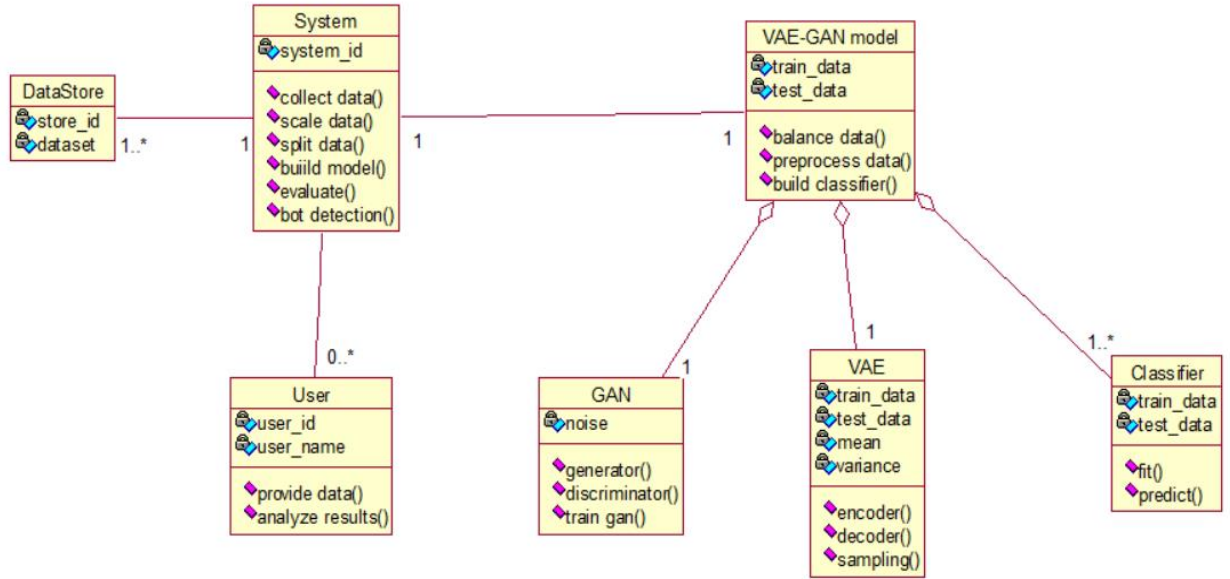 System
system_id
collect data()
scale data()
split data()
buiild model()
evaluate()
bot detection()
DataStore
store_id
dataset
1..*
1
1
1
VAE-GAN model
train_data
test_data
balance data()
preprocess data()
build classifier()
0..*
User
user_id
user_name
provide data()
analyze results()
1
GAN
noise
generator()
discriminator()
train gan()
1
VAE
train_data
test_data
mean
variance
encoder()
decoder()
sampling()
1..*
Classifier
train_data
test_data
fit()
predict()